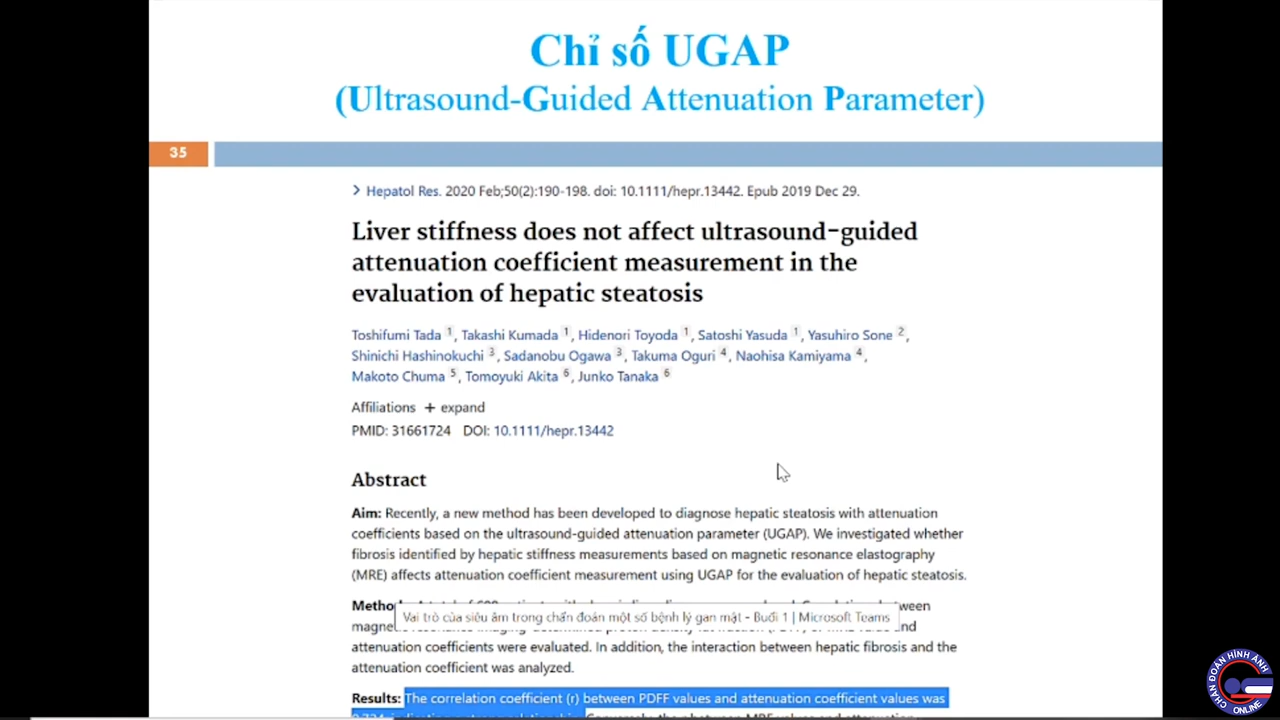 Chỉ số UGAP
(Ultrasound-Guided Attenuation Parameter)
35
> Hepatol Res. 2020 Feb;50(2):190-198. doi: 10.1111/hepr.13442. Epub 2019 Dec 29.
Liver stiffness does not affect ultrasound-guided
attenuation coefficient measurement in the
evaluation of hepatic steatosis
Toshifumi Tada 1, Takashi Kumada 1, Hidenori Toyoda 1, Satoshi Yasuda 1, Yasuhiro Sone 2,
Shinichi Hashinokuchi 3, Sadanobu Ogawa 3, Takuma Oguri 4, Naohisa Kamiyama 4,
Makoto Chuma 5, Tomoyuki Akita 6, Junko Tanaka 6
Affiliations + expand
PMID: 31661724 DOI: 10.1111/hepr.13442
Abstract
Aim: Recently, a new method has been developed to diagnose hepatic steatosis with attenuation
coefficients based on the ultrasound-guided attenuation parameter (UGAP). We investigated whether
fibrosis identified by hepatic stiffness measurements based on magnetic resonance elastography
(MRE) affects attenuation coefficient measurement using UGAP for the evaluation of hepatic steatosis.
Vai trò của siêu âm trong chẩn đoán một số bệnh lý gan mật - Buổi 1 | Microsoft Teams
attenuation coefficients were evaluated. In addition, the interaction between hepatic fibrosis and the
attenuation coefficient was analyzed.
Results: The correlation coefficient (r) between PDFF values and attenuation coefficient values was
CHẨN ĐOÁN HÌNH ẢNH
ONLINE